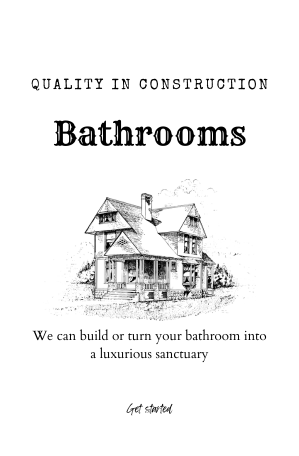 QUALITY IN CONSTRUCTION
Bathrooms
We can build or turn your bathroom into
a luxurious sanctuary
Get started